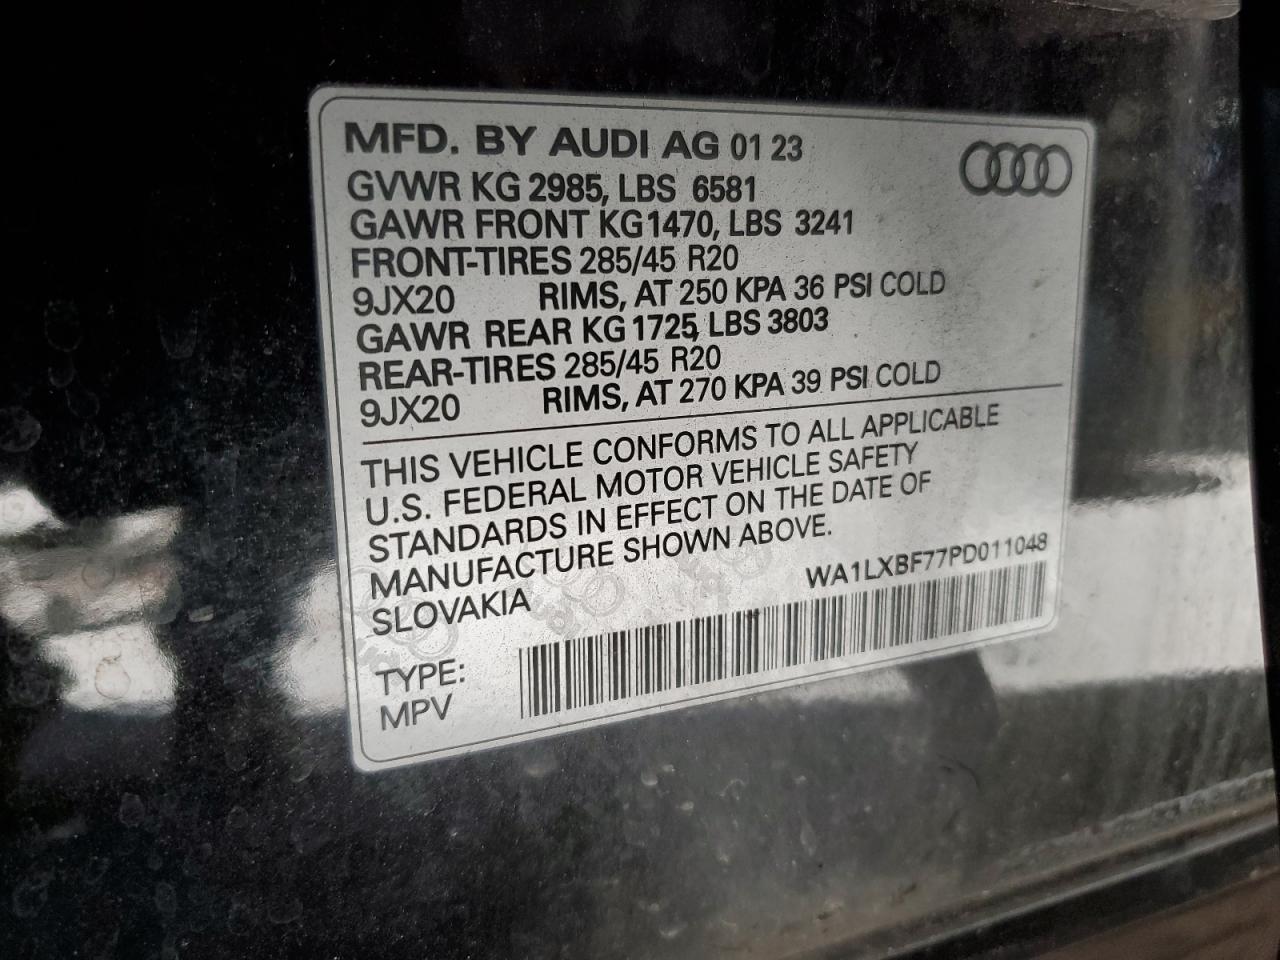 MFD. BY AUDI AG 01 23
GVWR KG 2985, LBS 6581
GAWR FRONT KG 1470, LBS 3241
FRONT-TIRES 285/45 R20
9JX20 RIMS, AT 250 KPA 36 PSI COLD
GAWR REAR KG 1725, LBS 3803
REAR-TIRES 285/45 R20
9JX20 RIMS, AT 270 KPA 39 PSI COLD
THIS VEHICLE CONFORMS TO ALL APPLICABLE
U.S. FEDERAL MOTOR VEHICLE SAFETY
STANDARDS IN EFFECT ON THE DATE OF
MANUFACTURE SHOWN ABOVE.
SLOVAKIA
WA1LXBF77PD011048
TYPE:
MPV